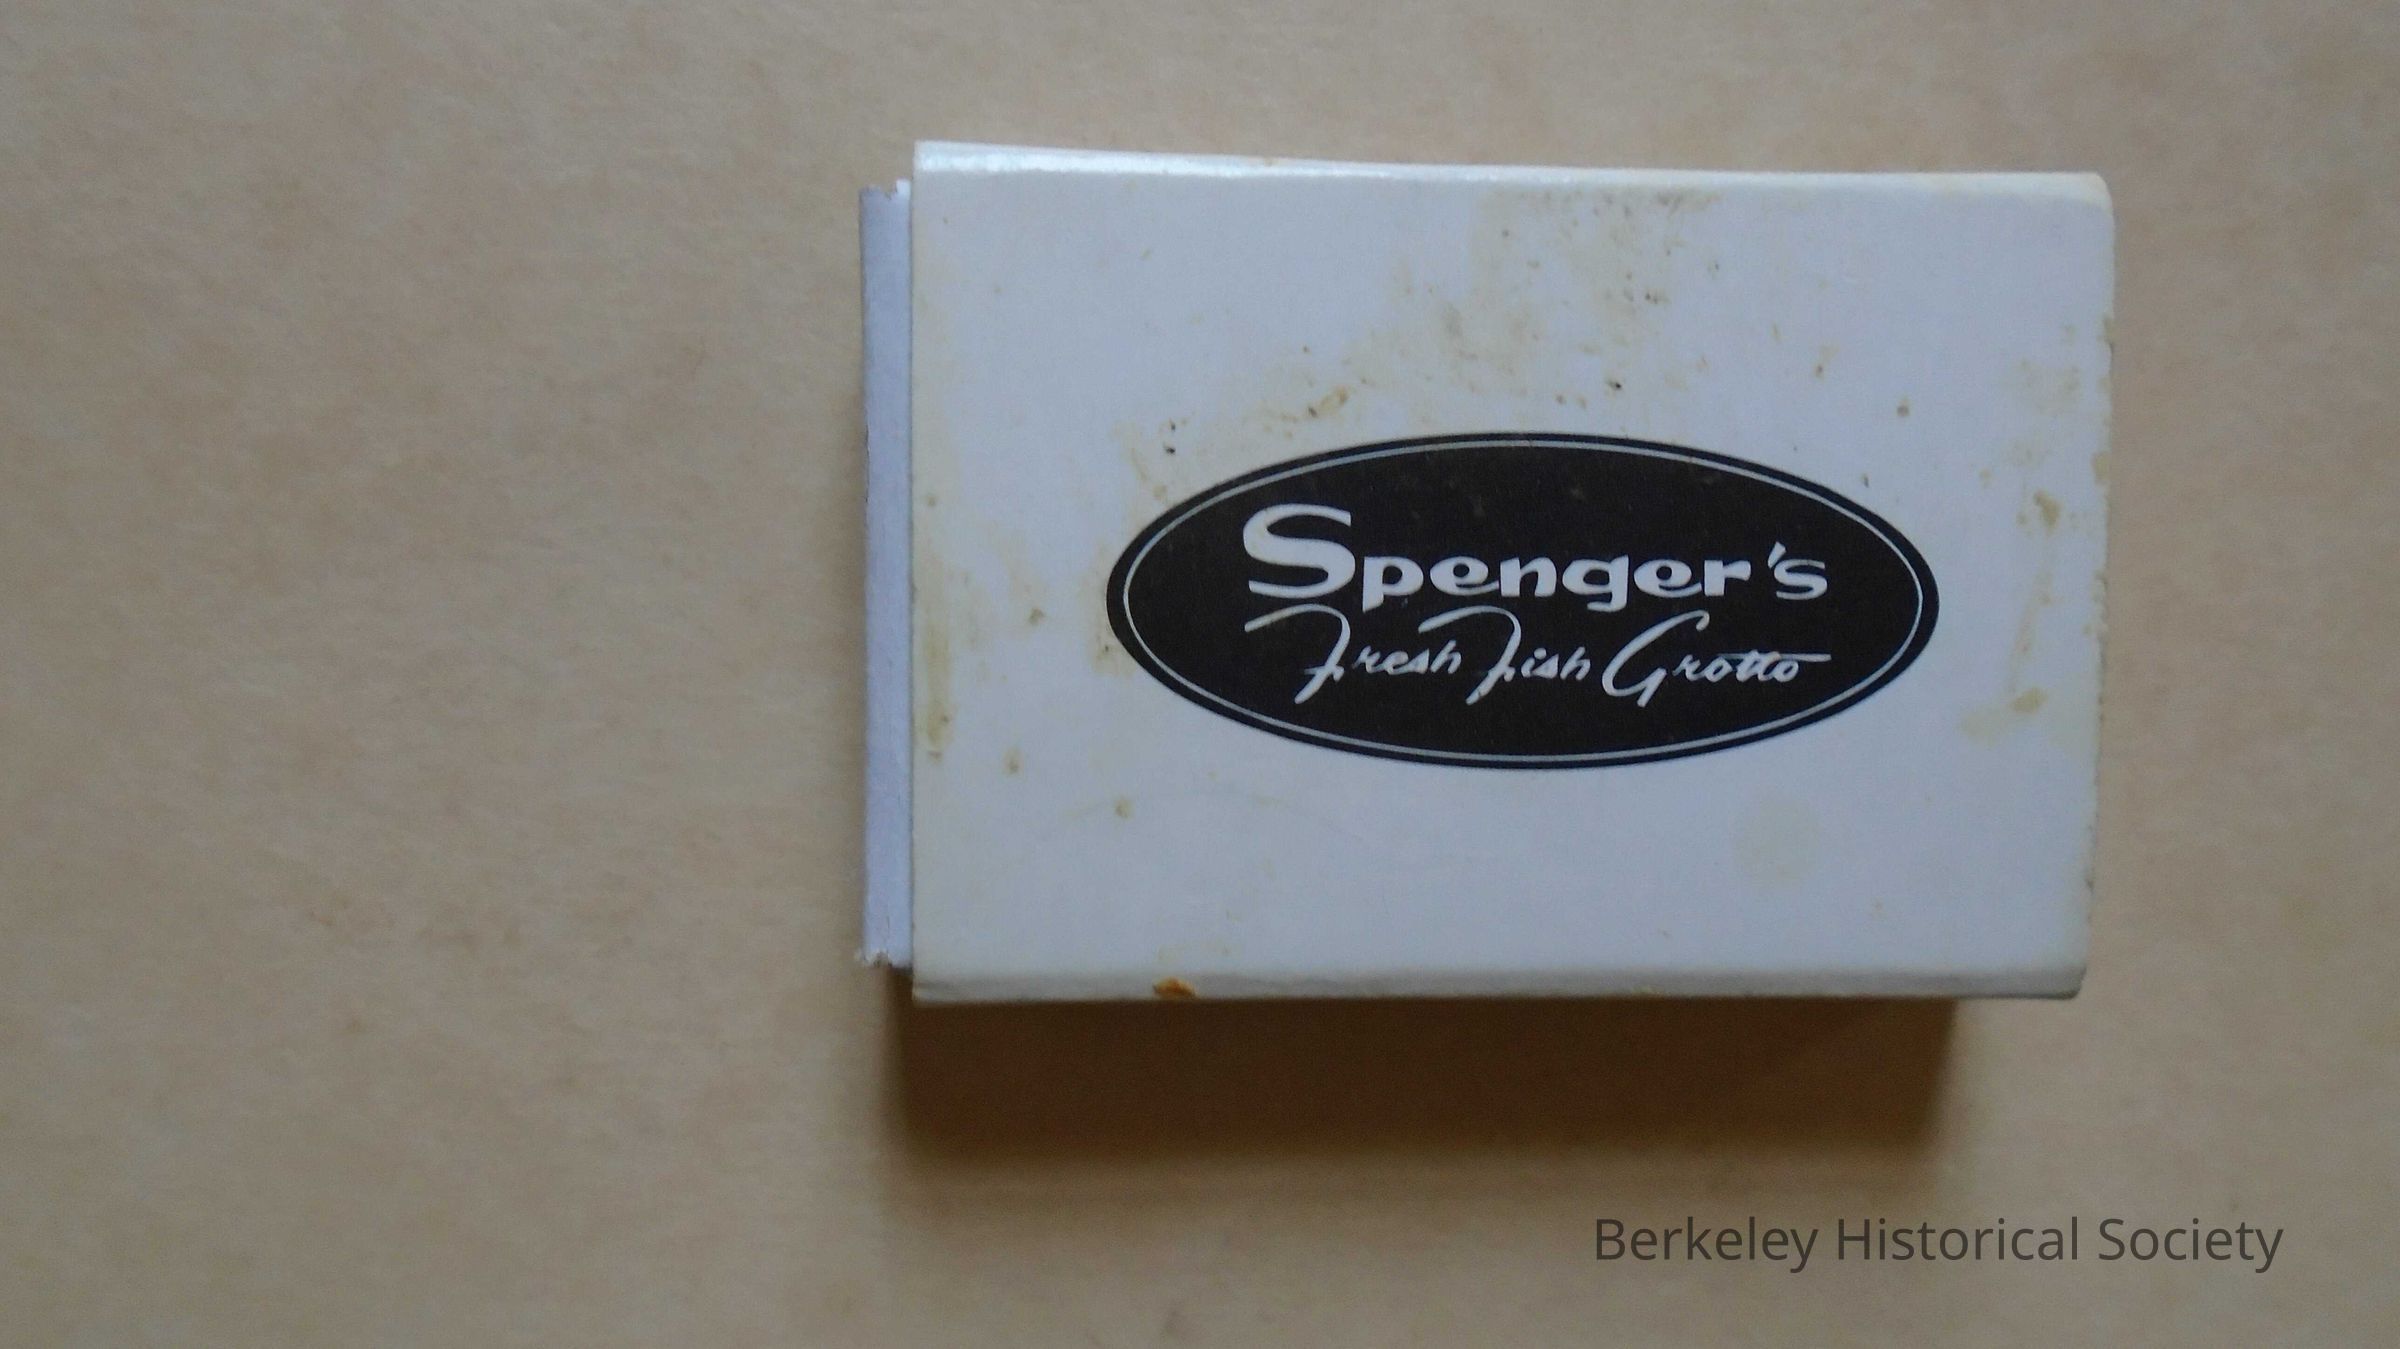 Spenger's
Fresh Fish Grotto
Berkeley Historical Society